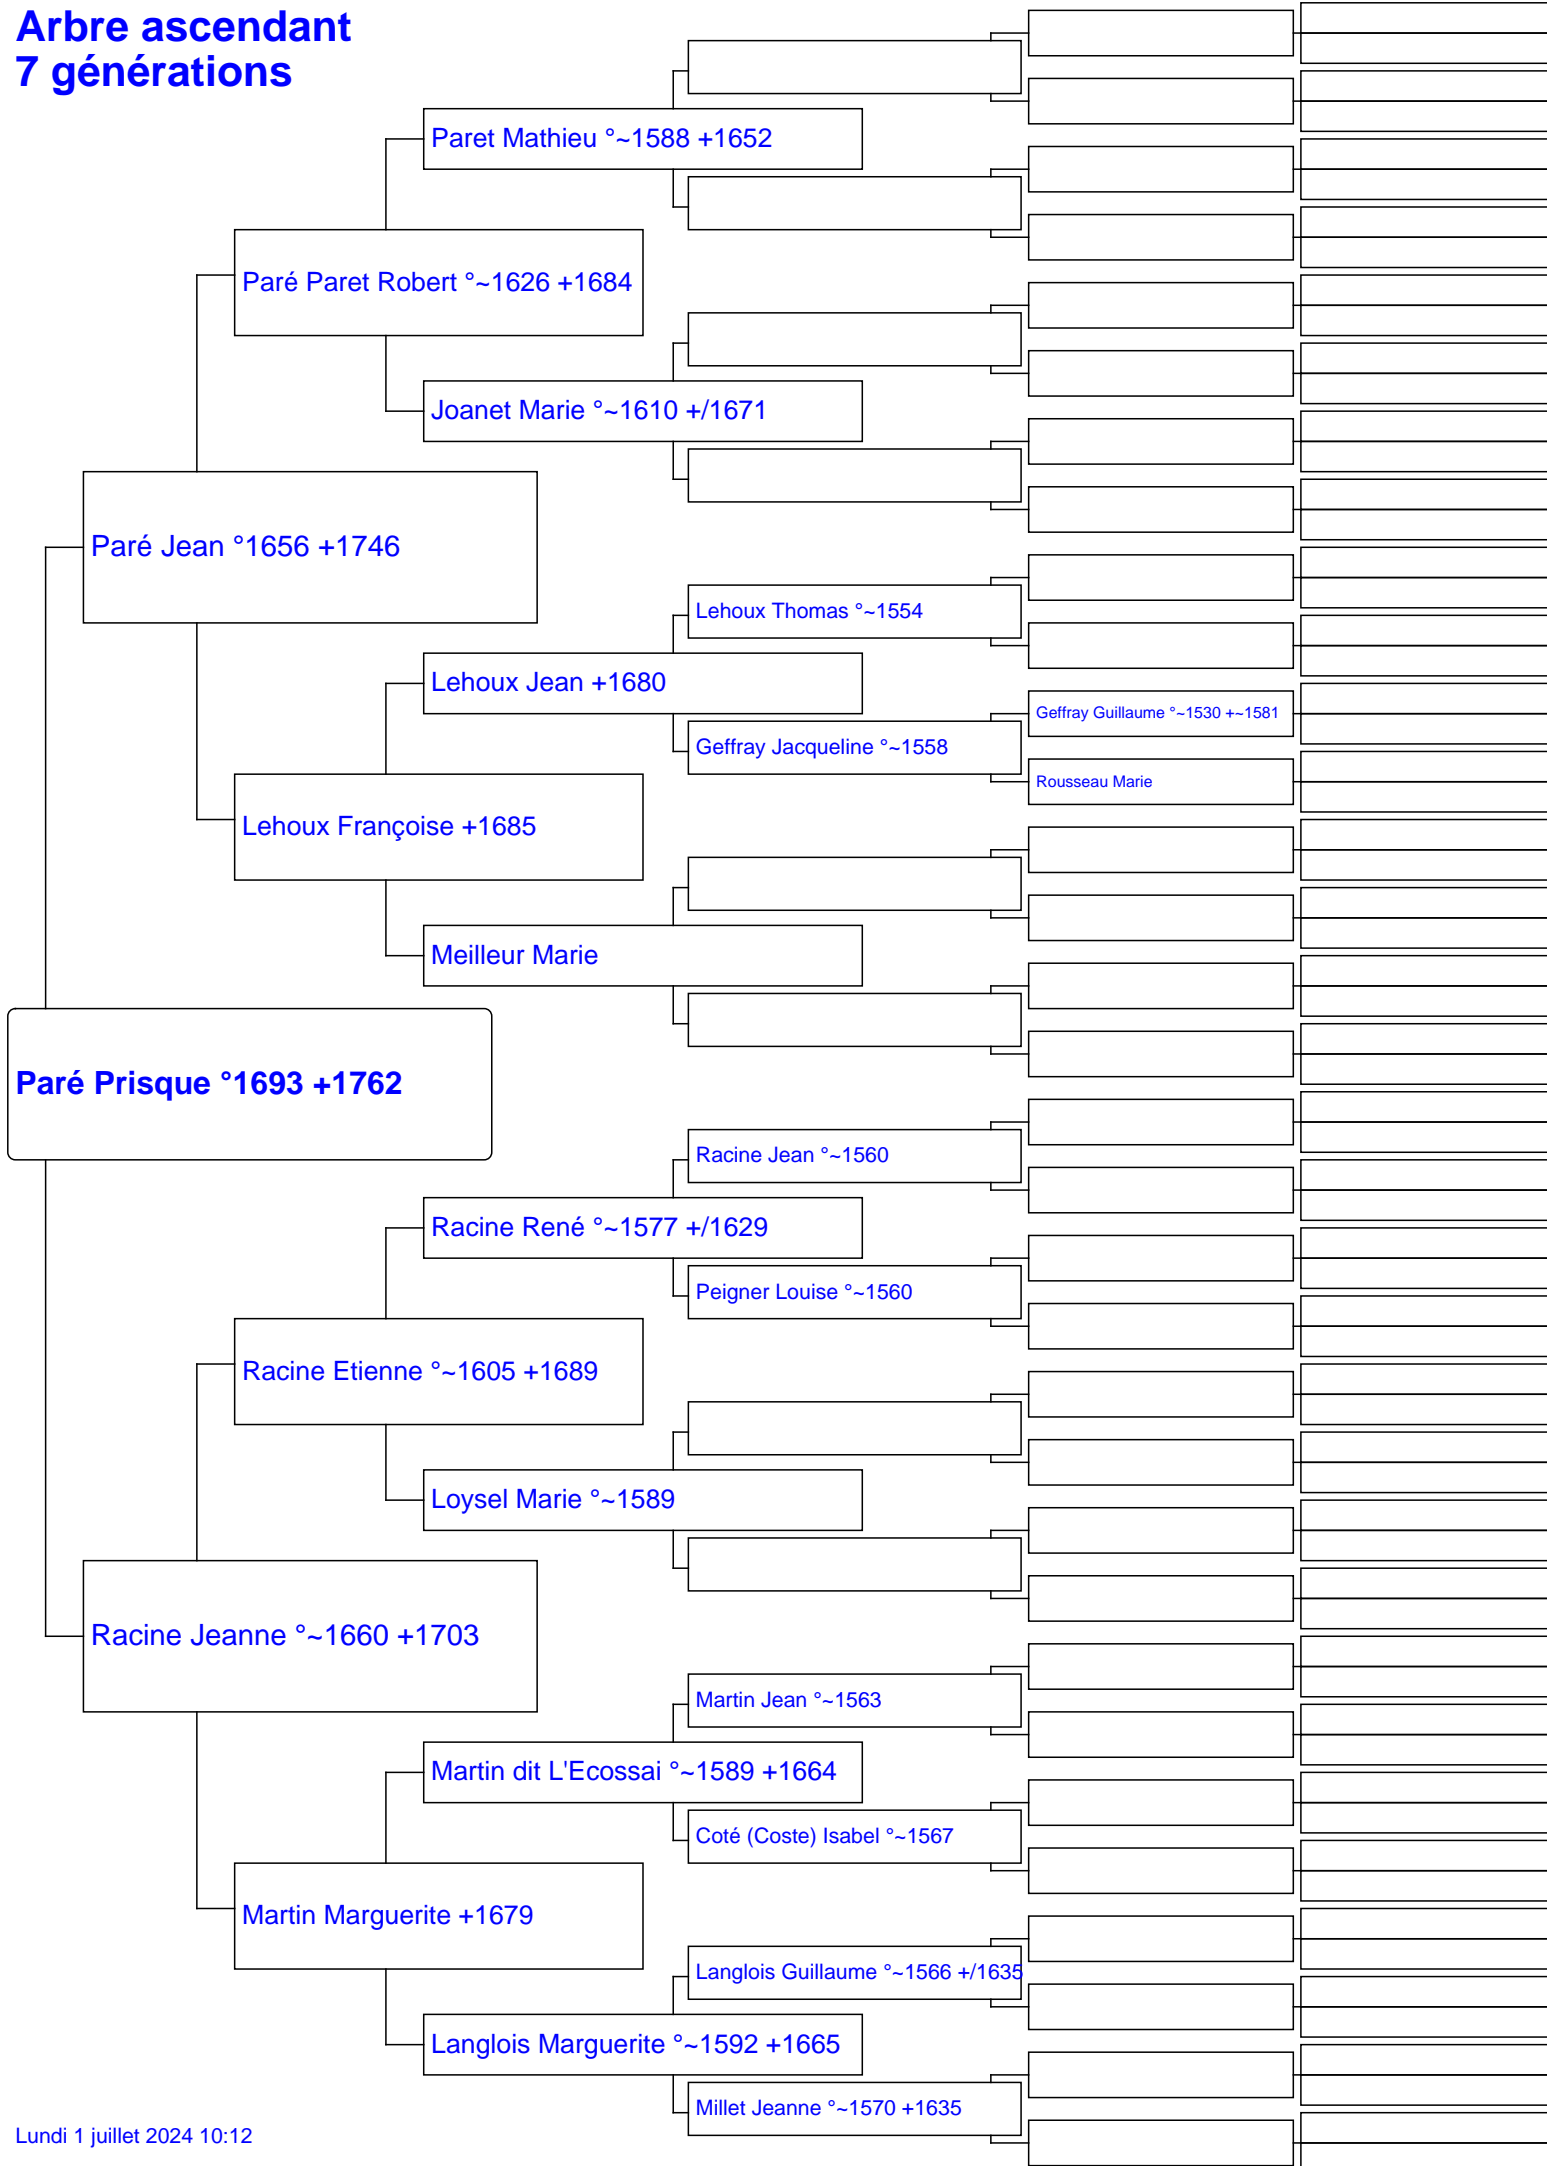 Arbre ascendant
7 générations
Paret Mathieu °~1588 +1652
Paré Paret Robert °~1626 +1684
Joanet Marie °~1610 +/1671
Paré Jean °1656 +1746
Lehoux Thomas °~1554
Lehoux Jean +1680
Geffray Guillaume °~1530 +~1581
Geffray Jacqueline °~1558
Rousseau Marie
Lehoux Françoise +1685
Meilleur Marie
Paré Prisque °1693 +1762
Racine Jean °~1560
Racine René °~1577 +/1629
Peigner Louise °~1560
Racine Etienne °~1605 +1689
Loysel Marie °~1589
Racine Jeanne °~1660 +1703
Martin Jean °~1563
Martin dit L'Ecossai °~1589 +1664
Coté (Coste) Isabel °~1567
Martin Marguerite +1679
Langlois Guillaume °~1566 +/1635
Langlois Marguerite °~1592 +1665
Millet Jeanne °~1570 +1635
Lundi 1 juillet 2024 10:12